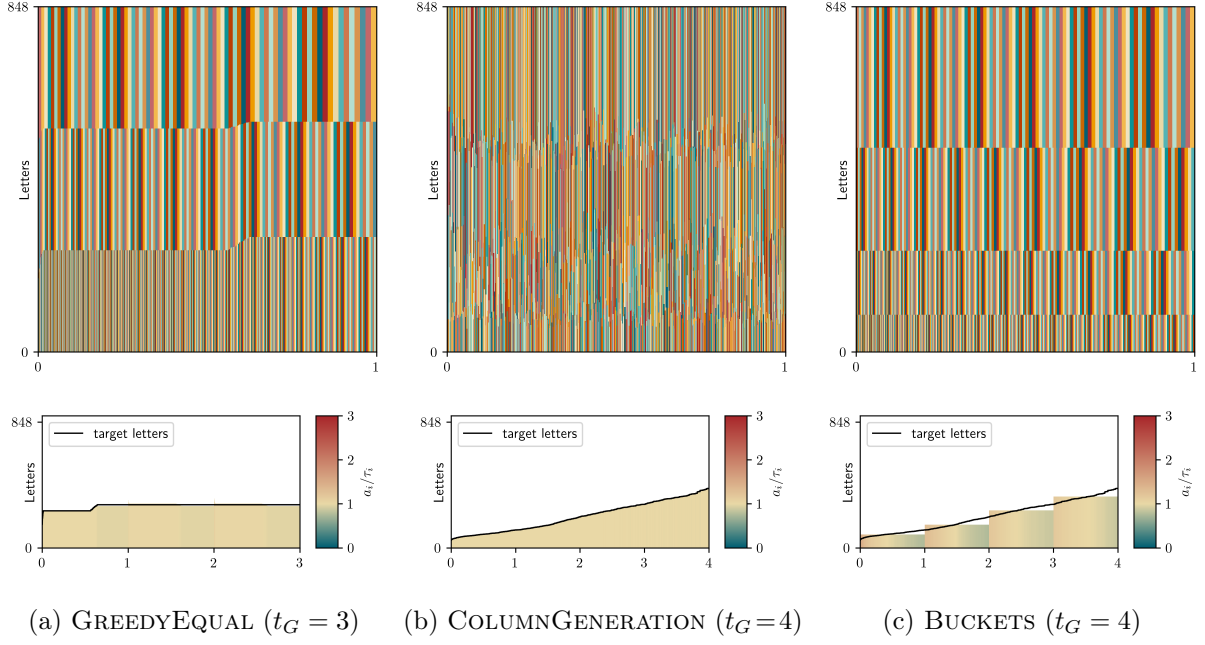 848
Letters
0
0
1
848
Letters
0
0
1
848
Letters
0
0
1
848
Letters
0
target letters
0
1
2
3
3
2
1
0
a_i/τ_i
848
Letters
0
target letters
0
1
2
3
4
3
2
1
0
a_i/τ_i
848
Letters
0
target letters
0
1
2
3
4
3
2
1
0
a_i/τ_i
(a) GREEDYEQUAL (t_G = 3)
(b) COLUMNGENERATION (t_G=4)
(c) BUCKETS (t_G = 4)